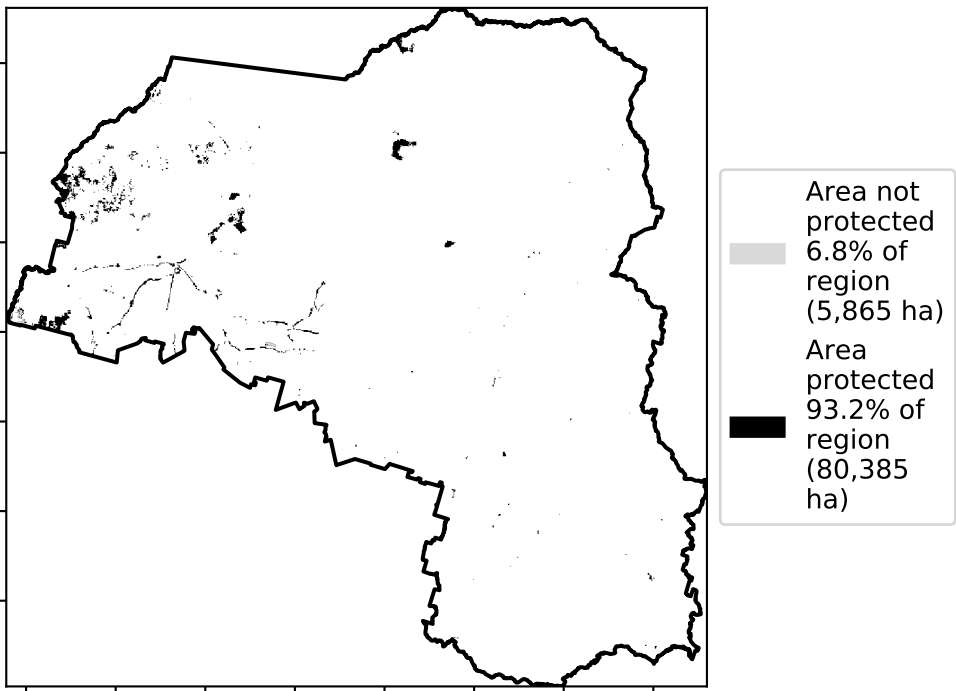 Area not
protected
6.8% of
region
(5,865 ha)
Area
protected
93.2% of
region
(80,385
ha)